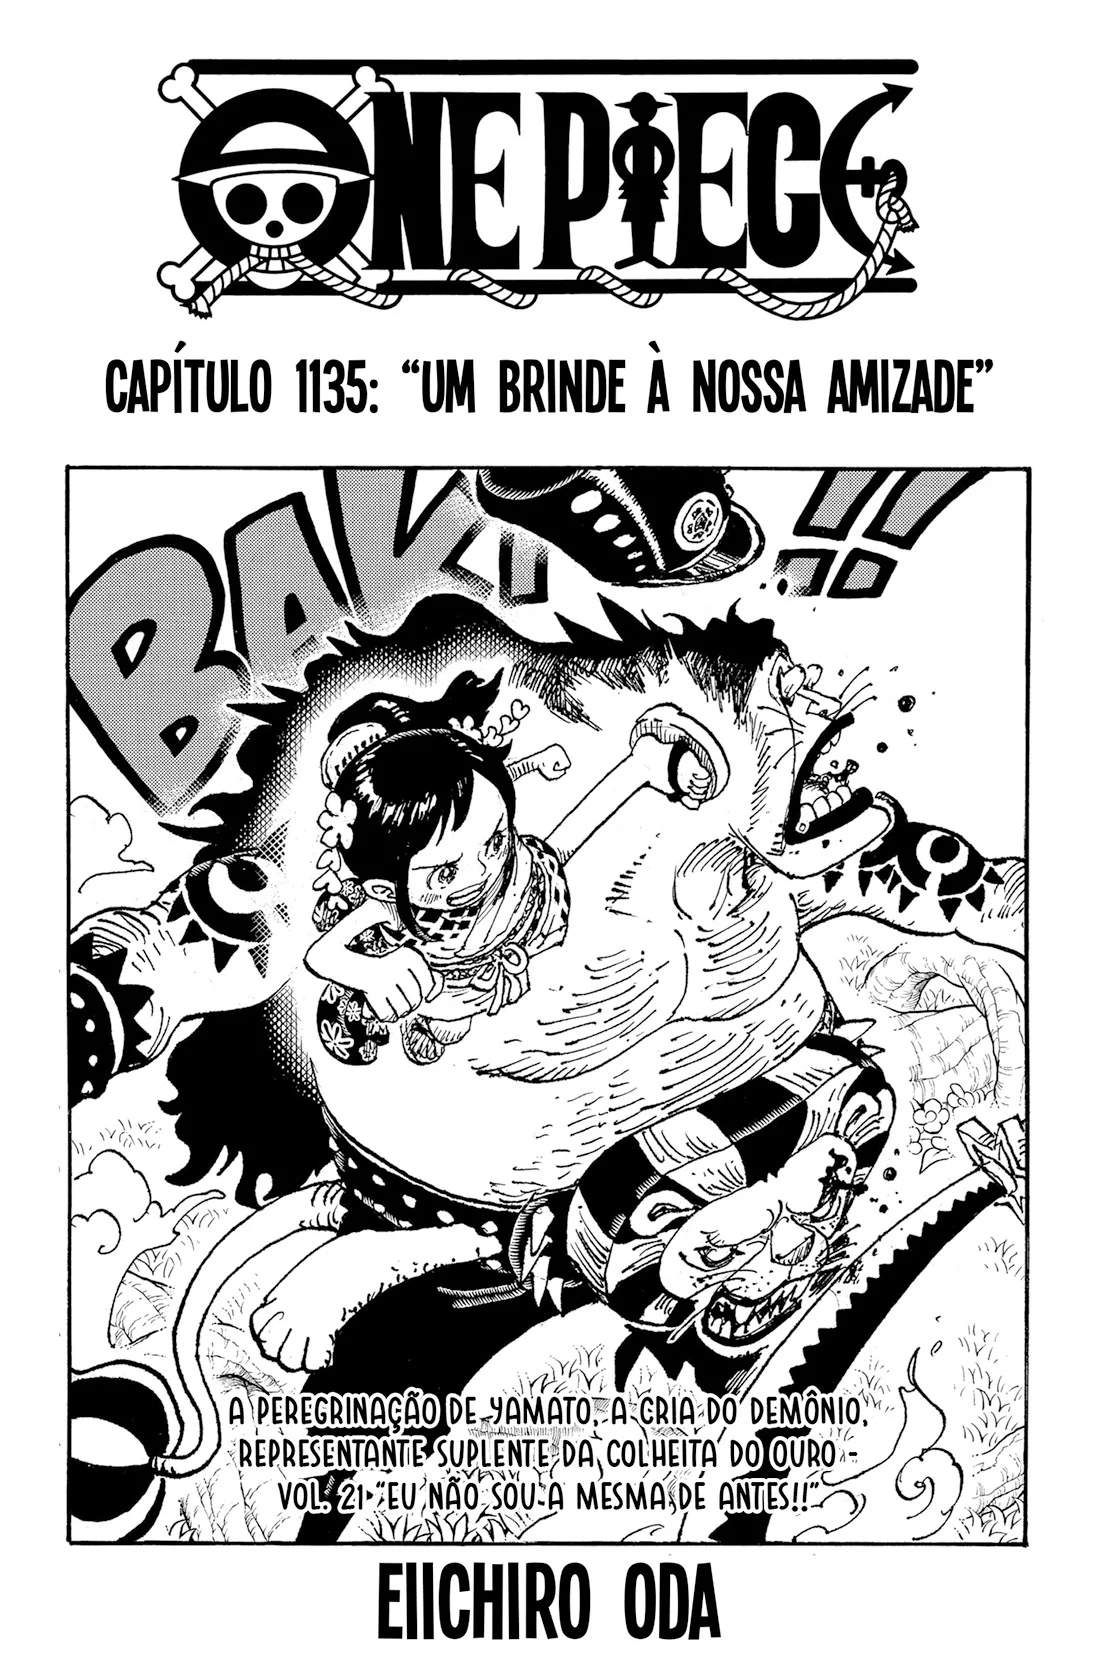 ONE PIECE
CAPÍTULO 1135: “UM BRINDE À NOSSA AMIZADE”
BAKI!!
A PEREGRINAÇÃO DE YAMATO, A CRIA DO DEMÔNIO,
REPRESENTANTE SUPLENTE DA COLHEITA DO OURO -
VOL. 21 “EU NÃO SOU A MESMA DE ANTES!!”
EIICHIRO ODA